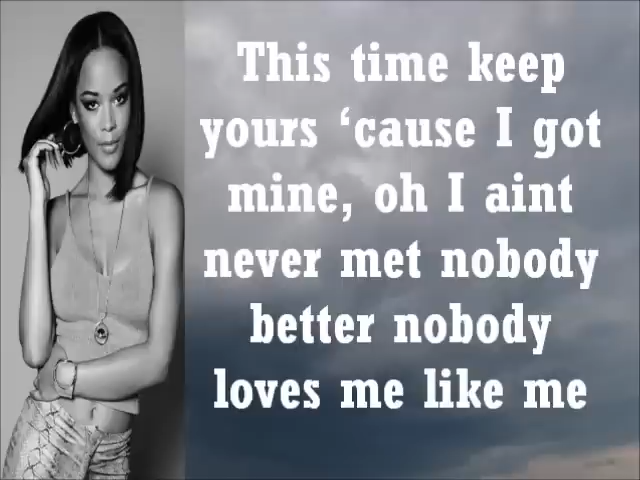 This time keep
yours ‘cause I got
mine, oh I aint
never met nobody
better nobody
loves me like me